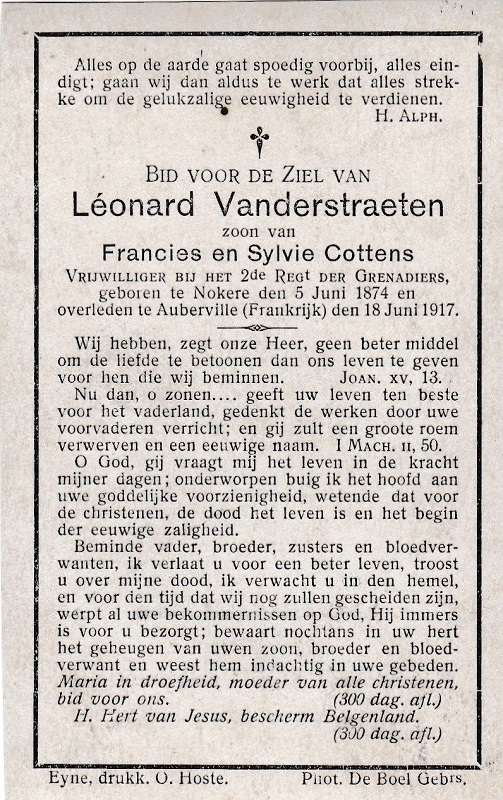 Alles op de aarde gaat spoedig voorbij, alles ein-
digt; gaan wij dan aldus te werk dat alles strek-
ke om de gelukzalige eeuwigheid te verdienen.
H. ALPH.
BID VOOR DE ZIEL VAN
Léonard Vanderstraeten
zoon van
Francies en Sylvie Cottens
VRIJWILLIGER BIJ HET 2de REGT DER GRENADIERS,
geboren te Nokere den 5 Juni 1874 en
overleden te Auberville (Frankrijk) den 18 Juni 1917.
Wij hebben, zegt onze Heer, geen beter middel
om de liefde te betoonen dan ons leven te geven
voor hen die wij beminnen. JOAN. XV, 13.
Nu dan, o zonen.... geeft uw leven ten beste
voor het vaderland, gedenkt de werken door uwe
voorvaderen verricht; en gij zult een groote roem
verwerven en een eeuwige naam. I MACH. II, 50.
O God, gij vraagt mij het leven in de kracht
mijner dagen; onderworpen buig ik het hoofd aan
uwe goddelijke voorzienigheid, wetende dat voor
de christenen, de dood het leven is en het begin
der eeuwige zaligheid.
Beminde vader, broeder, zusters en bloedver-
wanten, ik verlaat u voor een beter leven, troost
u over mijne dood, ik verwacht u in den hemel,
en voor den tijd dat wij nog zullen gescheiden zijn,
werpt al uwe bekommernissen op God, Hij immers
is voor u bezorgt; bewaart nochtans in uw hert
het geheugen van uwen zoon, broeder en bloed-
verwant en weest hem indachtig in uwe gebeden.
Maria in droefheid, moeder van alle christenen,
bid voor ons. (300 dag. afl.)
H. Hert van Jesus, bescherm Belgenland.
(300 dag. afl.)
Eyne, drukk. O. Hoste. Phot. De Boel Gebrs.